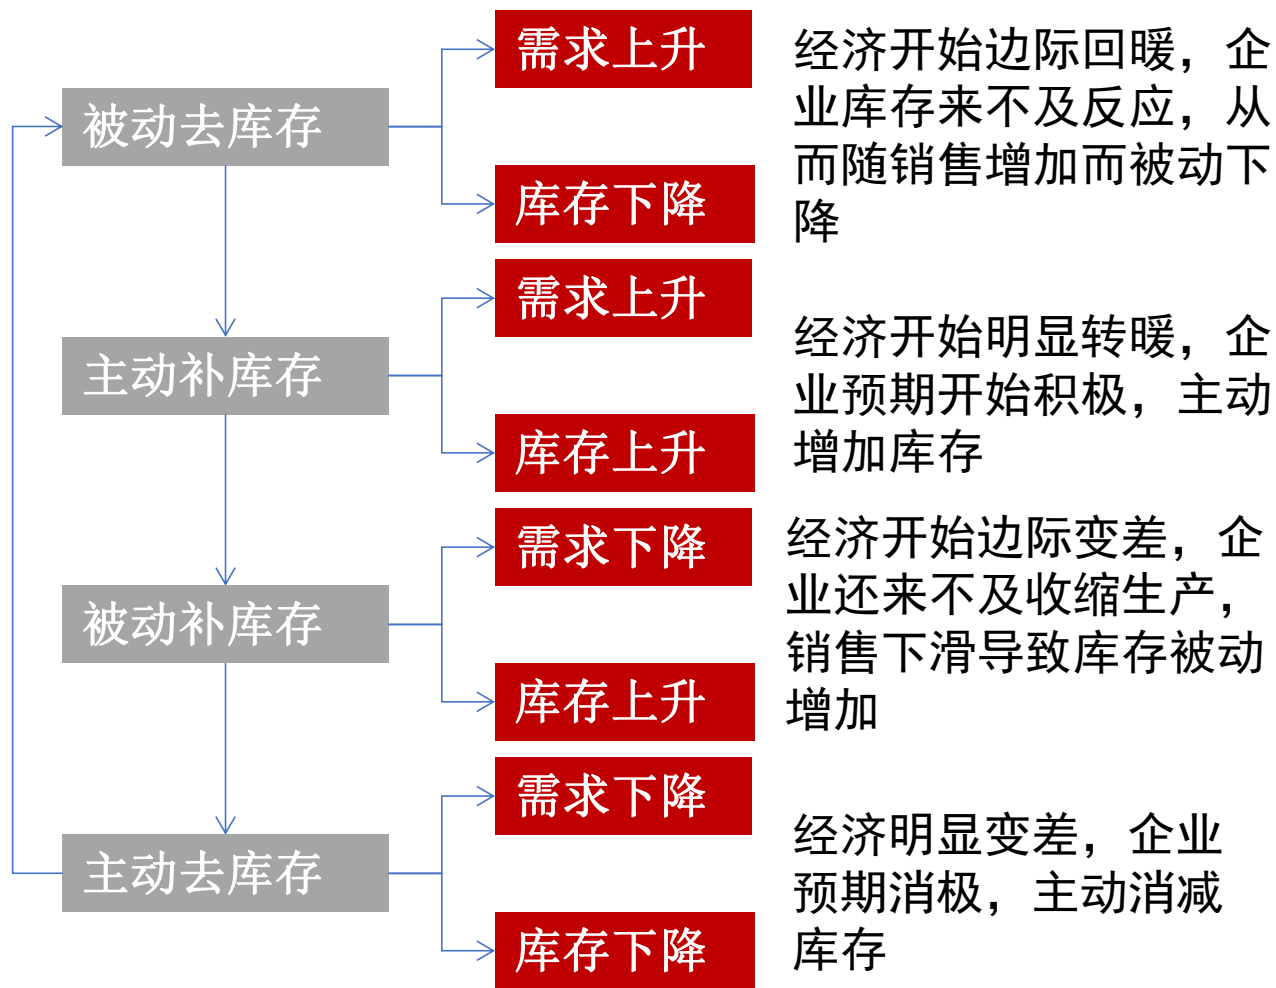 被动去库存
需求上升
库存下降
经济开始边际回暖，企
业库存来不及反应，从
而随销售增加而被动下
降
主动补库存
需求上升
库存上升
经济开始明显转暖，企
业预期开始积极，主动
增加库存
被动补库存
需求下降
库存上升
经济开始边际变差，企
业还来不及收缩生产，
销售下滑导致库存被动
增加
主动去库存
需求下降
库存下降
经济明显变差，企业
预期消极，主动消减
库存